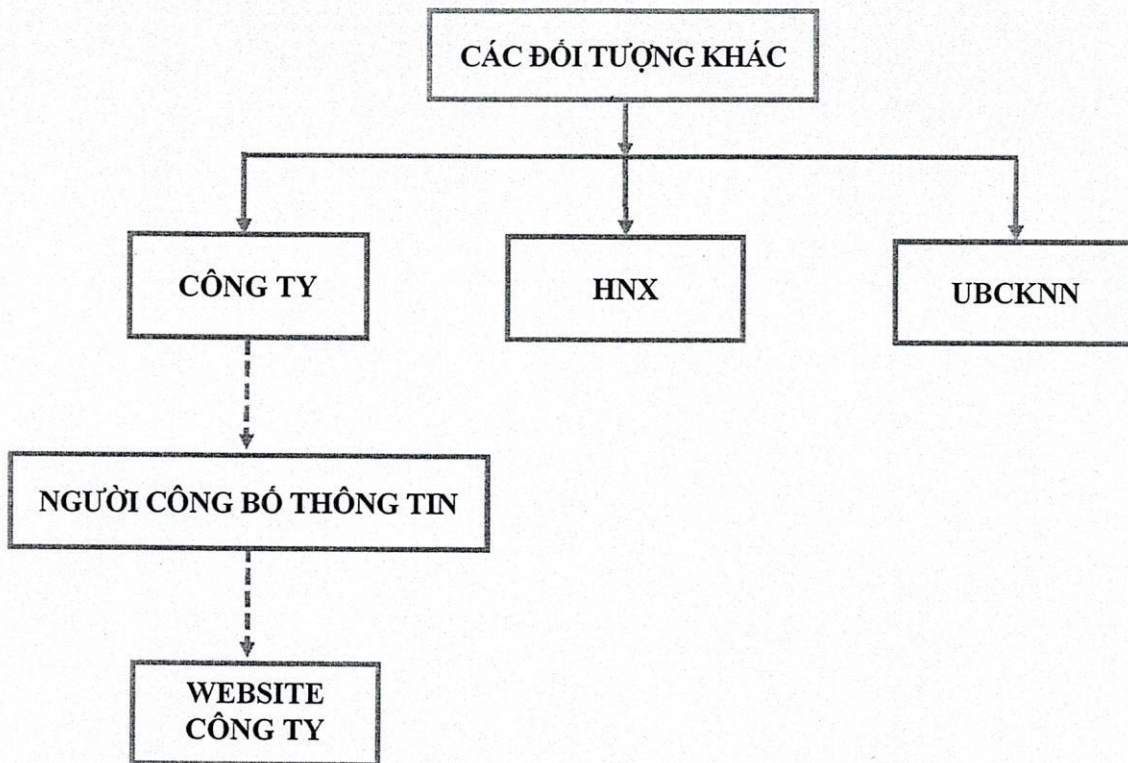 CÁC ĐỐI TƯỢNG KHÁC
CÔNG TY
HNX
UBCKNN
NGƯỜI CÔNG BỐ THÔNG TIN
WEBSITE
CÔNG TY